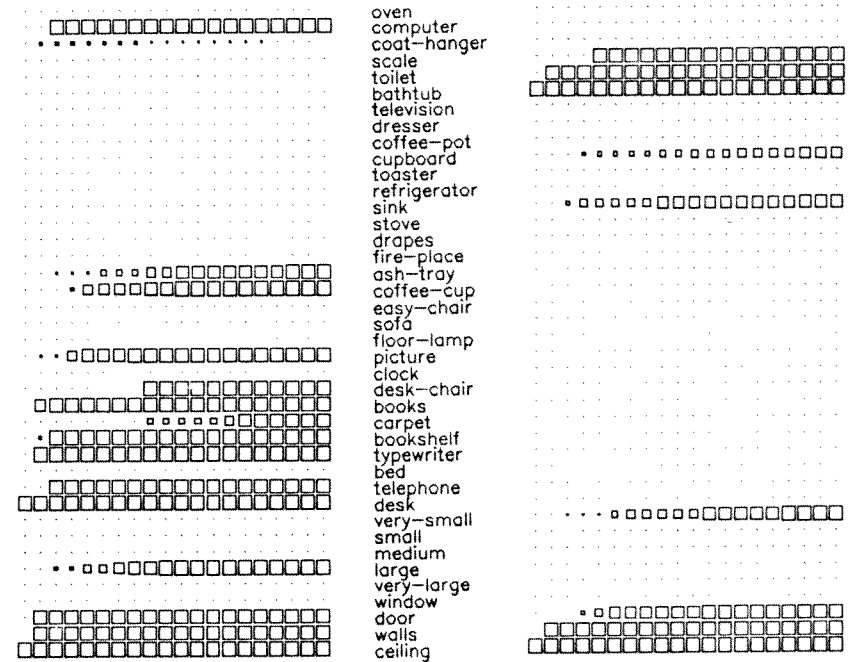 oven
computer
coat-hanger
scale
toilet
bathtub
television
dresser
coffee-pot
cupboard
toaster
refrigerator
sink
stove
drapes
fire-place
ash-tray
coffee-cup
easy-chair
sofa
floor-lamp
picture
clock
desk-chair
books
carpet
bookshelf
typewriter
bed
telephone
desk
very-small
small
medium
large
very-large
window
door
walls
ceiling